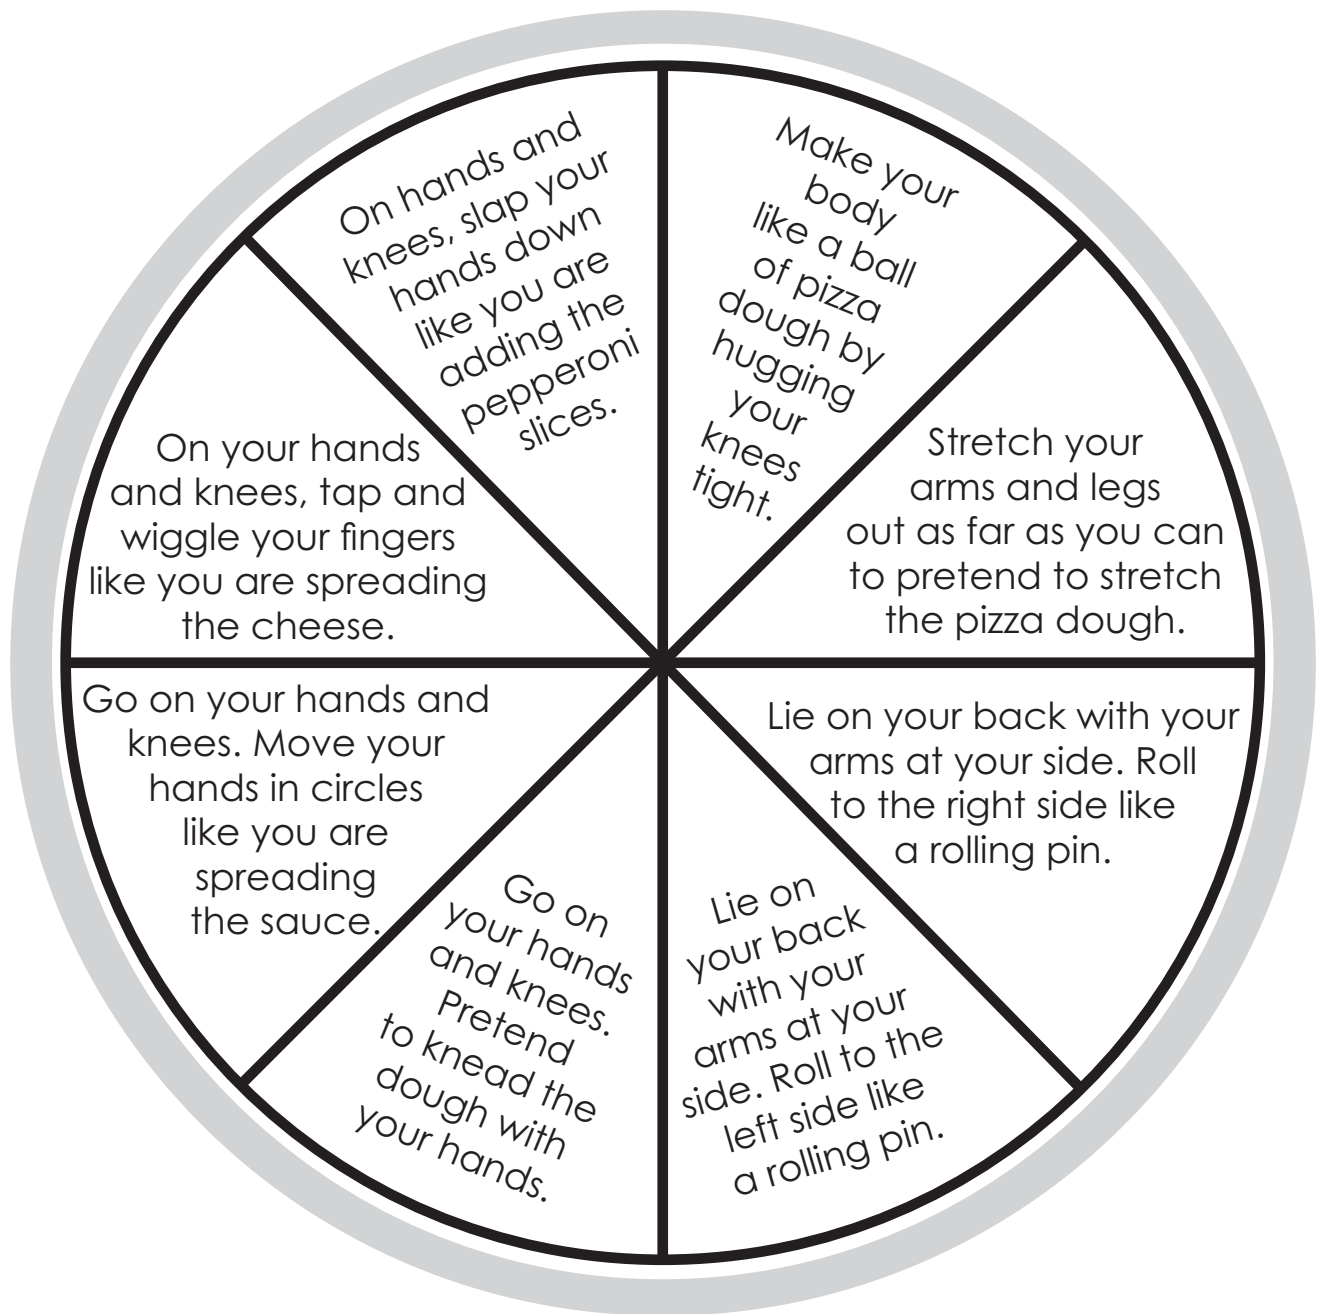 Make your
body
like a ball
of pizza
dough by
hugging
your
knees
tight.
Stretch your
arms and legs
out as far as you can
to pretend to stretch
the pizza dough.
Lie on your back with your
arms at your side. Roll
to the right side like
a rolling pin.
Lie on
your back
with your
arms at your
side. Roll to the
left side like
a rolling pin.
Go on
your hands
and knees.
Pretend
to knead the
dough with
your hands.
Go on your hands and
knees. Move your
hands in circles
like you are
spreading
the sauce.
On your hands
and knees, tap and
wiggle your fingers
like you are spreading
the cheese.
On hands and
knees, slap your
hands down
like you are
adding the
pepperoni
slices.